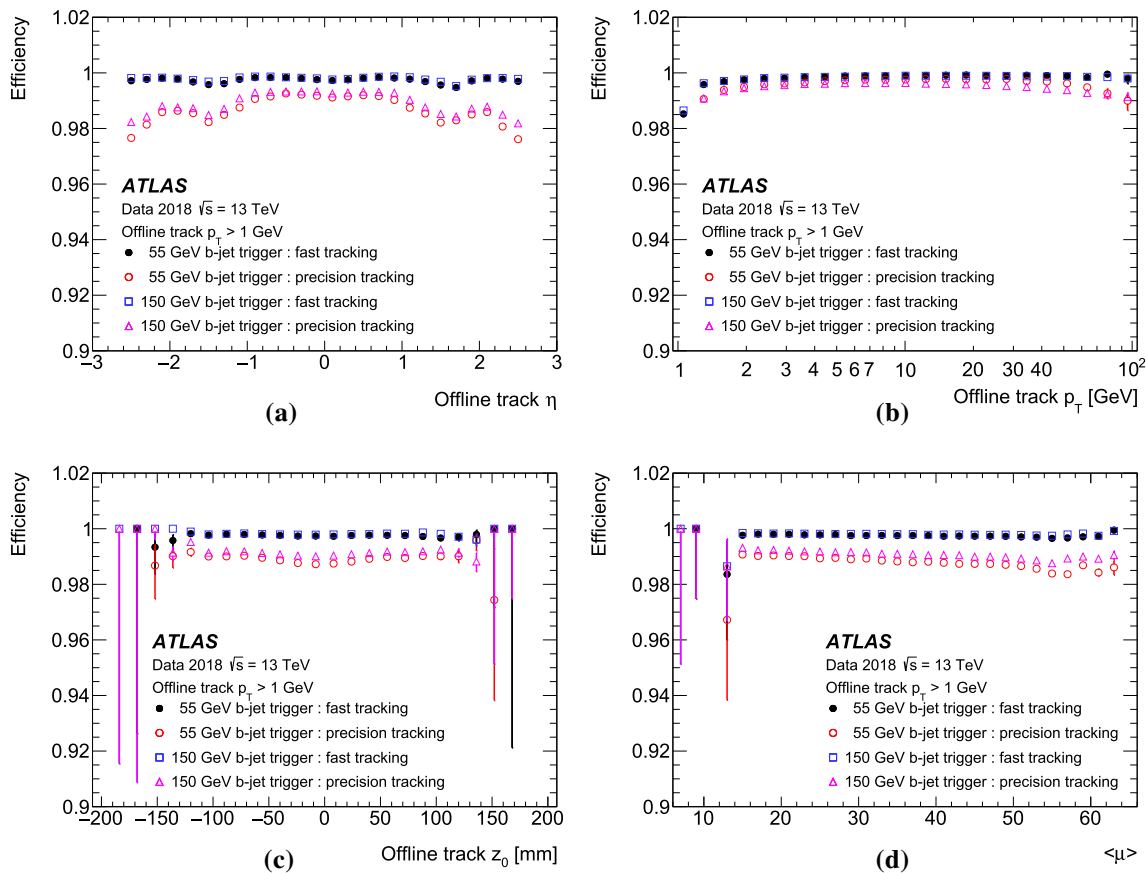 Efficiency
1.02
1
0.98
0.96
0.94
0.92
0.9
ATLAS
Data 2018 √s = 13 TeV
Offline track p_T > 1 GeV
55 GeV b-jet trigger : fast tracking
55 GeV b-jet trigger : precision tracking
150 GeV b-jet trigger : fast tracking
150 GeV b-jet trigger : precision tracking
−3 −2 −1 0 1 2 3
Offline track η
(a)
Efficiency
1.02
1
0.98
0.96
0.94
0.92
0.9
ATLAS
Data 2018 √s = 13 TeV
Offline track p_T > 1 GeV
55 GeV b-jet trigger : fast tracking
55 GeV b-jet trigger : precision tracking
150 GeV b-jet trigger : fast tracking
150 GeV b-jet trigger : precision tracking
1 2 3 4 5 6 7 10 20 30 40 10²
Offline track p_T [GeV]
(b)
Efficiency
1.02
1
0.98
0.96
0.94
0.92
0.9
ATLAS
Data 2018 √s = 13 TeV
Offline track p_T > 1 GeV
55 GeV b-jet trigger : fast tracking
55 GeV b-jet trigger : precision tracking
150 GeV b-jet trigger : fast tracking
150 GeV b-jet trigger : precision tracking
−200 −150 −100 −50 0 50 100 150 200
Offline track z_0 [mm]
(c)
Efficiency
1.02
1
0.98
0.96
0.94
0.92
0.9
ATLAS
Data 2018 √s = 13 TeV
Offline track p_T > 1 GeV
55 GeV b-jet trigger : fast tracking
55 GeV b-jet trigger : precision tracking
150 GeV b-jet trigger : fast tracking
150 GeV b-jet trigger : precision tracking
10 20 30 40 50 60
<μ>
(d)